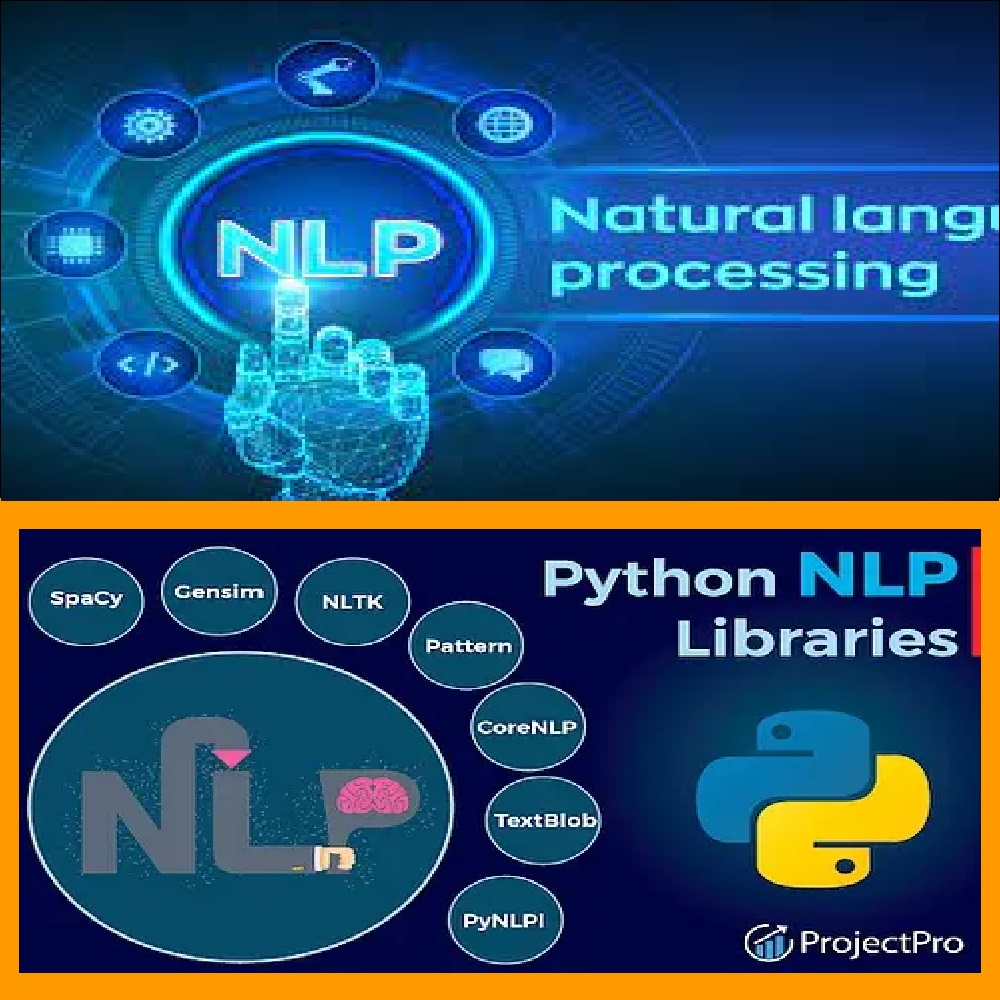 NLP
Natural langu
processing
</>
Python NLP
Libraries
SpaCy
Gensim
NLTK
Pattern
CoreNLP
TextBlob
PyNLPI
NLP
ProjectPro